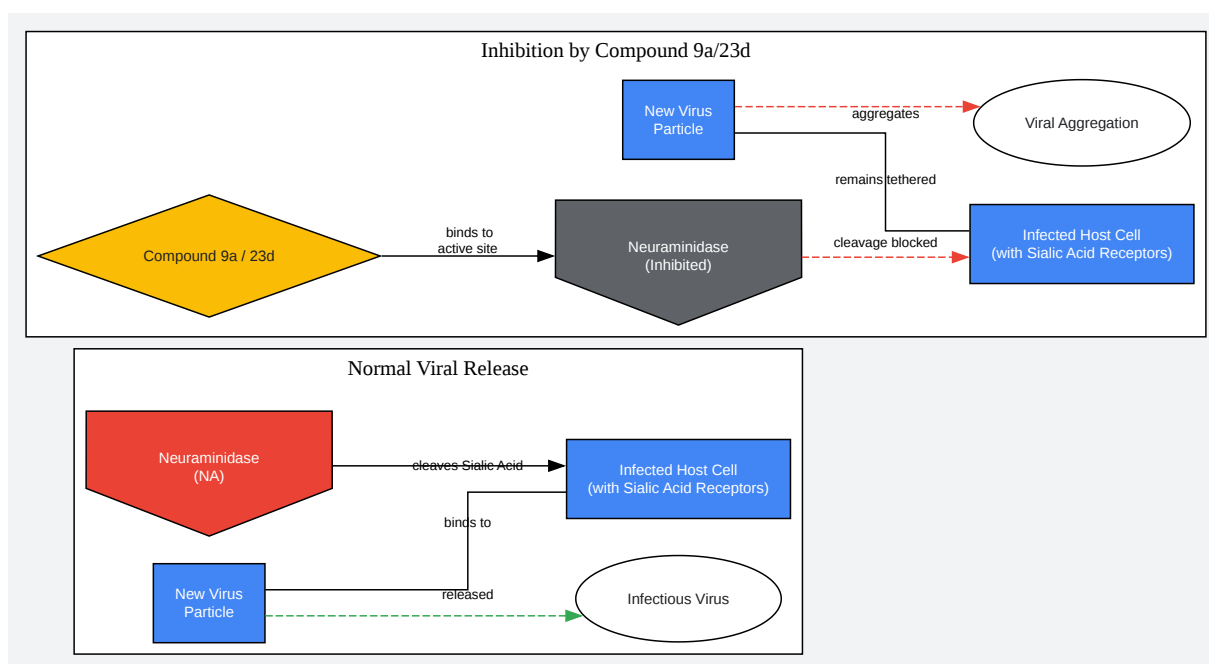 Inhibition by Compound 9a/23d
New Virus
Particle
aggregates
Viral Aggregation
remains tethered
Compound 9a / 23d
binds to
active site
Neuraminidase
(Inhibited)
cleavage blocked
Infected Host Cell
(with Sialic Acid Receptors)
Normal Viral Release
Neuraminidase
(NA)
cleaves Sialic Acid
Infected Host Cell
(with Sialic Acid Receptors)
binds to
New Virus
Particle
released
Infectious Virus